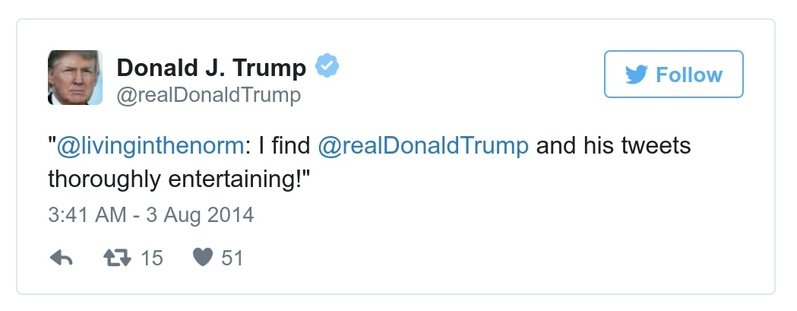 Donald J. Trump
Follow
@realDonaldTrump
"@livinginthenorm: I find @realDonaldTrump and his tweets
thoroughly entertaining!"
3:41 AM - 3 Aug 2014
15 51